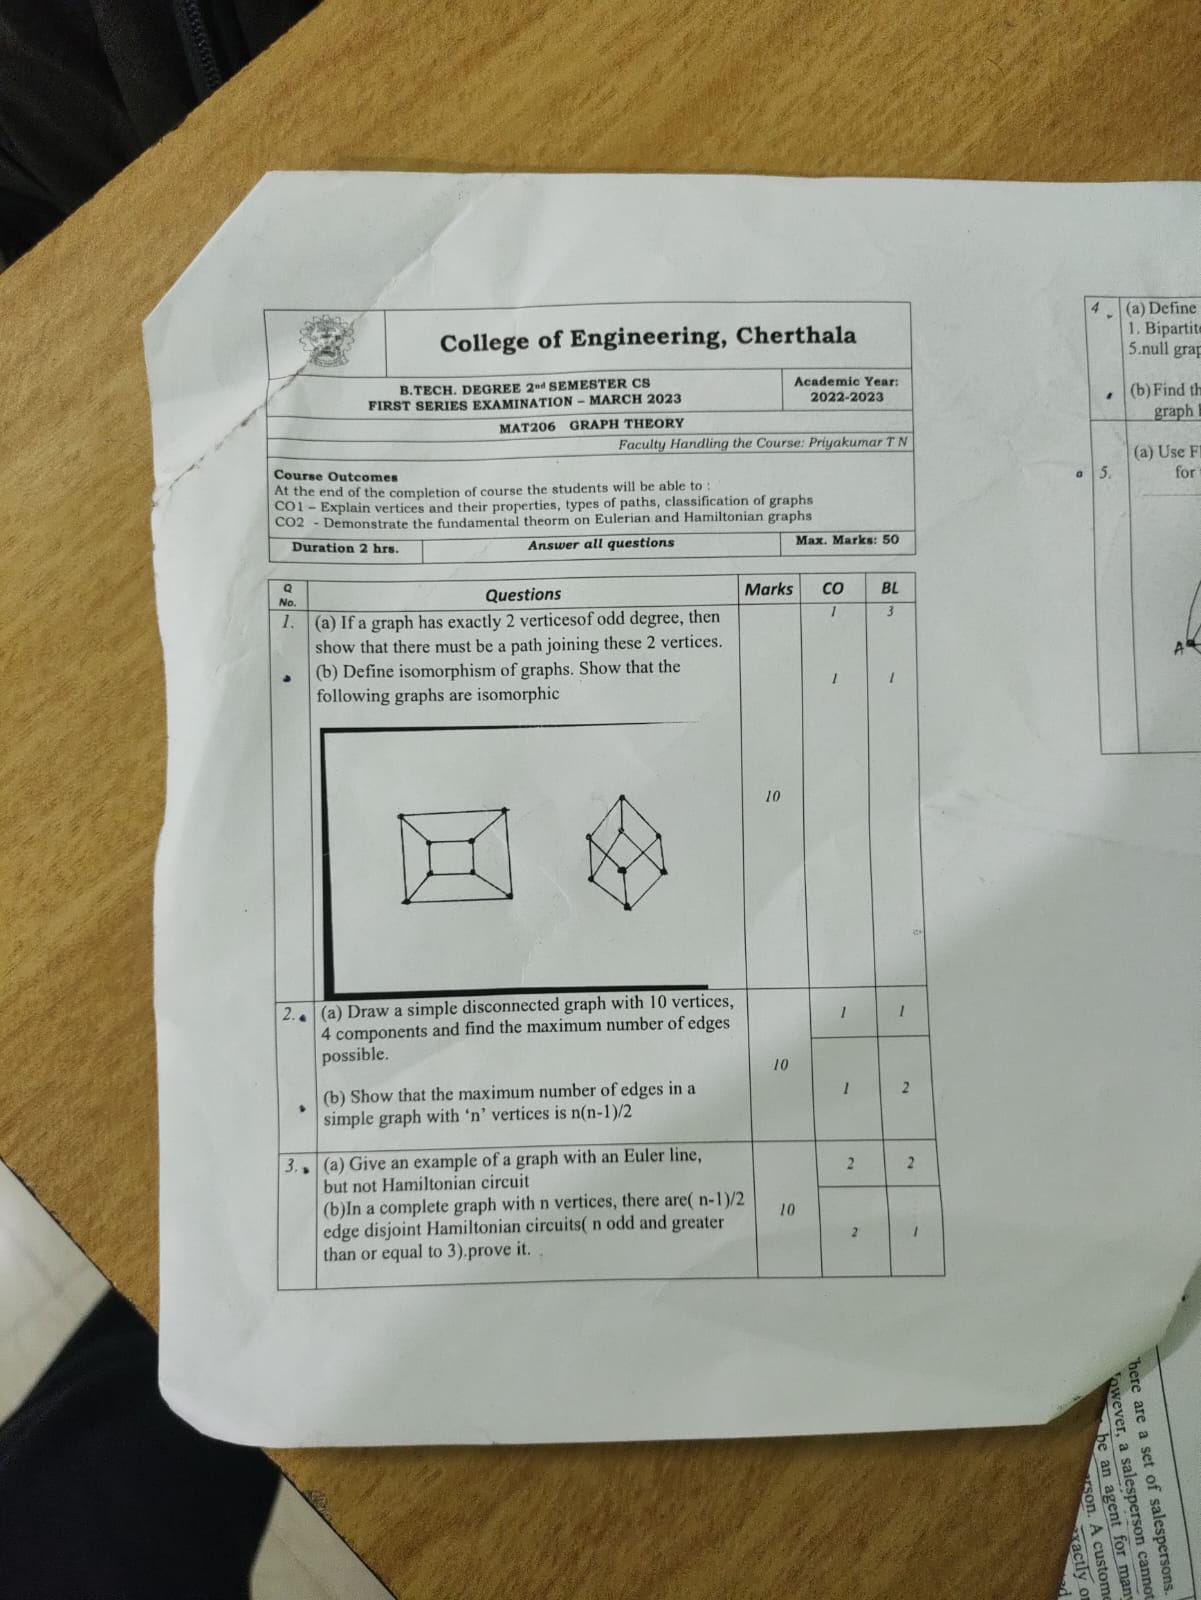 College of Engineering, Cherthala
B.TECH. DEGREE 2nd SEMESTER CS
FIRST SERIES EXAMINATION – MARCH 2023
Academic Year:
2022-2023
MAT206 GRAPH THEORY
Faculty Handling the Course: Priyakumar T N
Course Outcomes
At the end of the completion of course the students will be able to :
CO1 – Explain vertices and their properties, types of paths, classification of graphs
CO2 - Demonstrate the fundamental theorm on Eulerian and Hamiltonian graphs
Duration 2 hrs. Answer all questions Max. Marks: 50
Q No. Questions Marks CO BL
1. (a) If a graph has exactly 2 verticesof odd degree, then 1 3
show that there must be a path joining these 2 vertices.
(b) Define isomorphism of graphs. Show that the 1 1
following graphs are isomorphic
10
2. (a) Draw a simple disconnected graph with 10 vertices, 1 1
4 components and find the maximum number of edges
possible.
10
(b) Show that the maximum number of edges in a 1 2
simple graph with ‘n’ vertices is n(n-1)/2
3. (a) Give an example of a graph with an Euler line, 2 2
but not Hamiltonian circuit
(b)In a complete graph with n vertices, there are( n-1)/2 10
edge disjoint Hamiltonian circuits( n odd and greater 2 1
than or equal to 3).prove it.
4 (a) Define
1. Bipartit
5.null grap
(b) Find th
graph
(a) Use F
5. for
A
here are a set of salespersons.
However, a salesperson cannot
be an agent for many
rson. A custome
exactly o